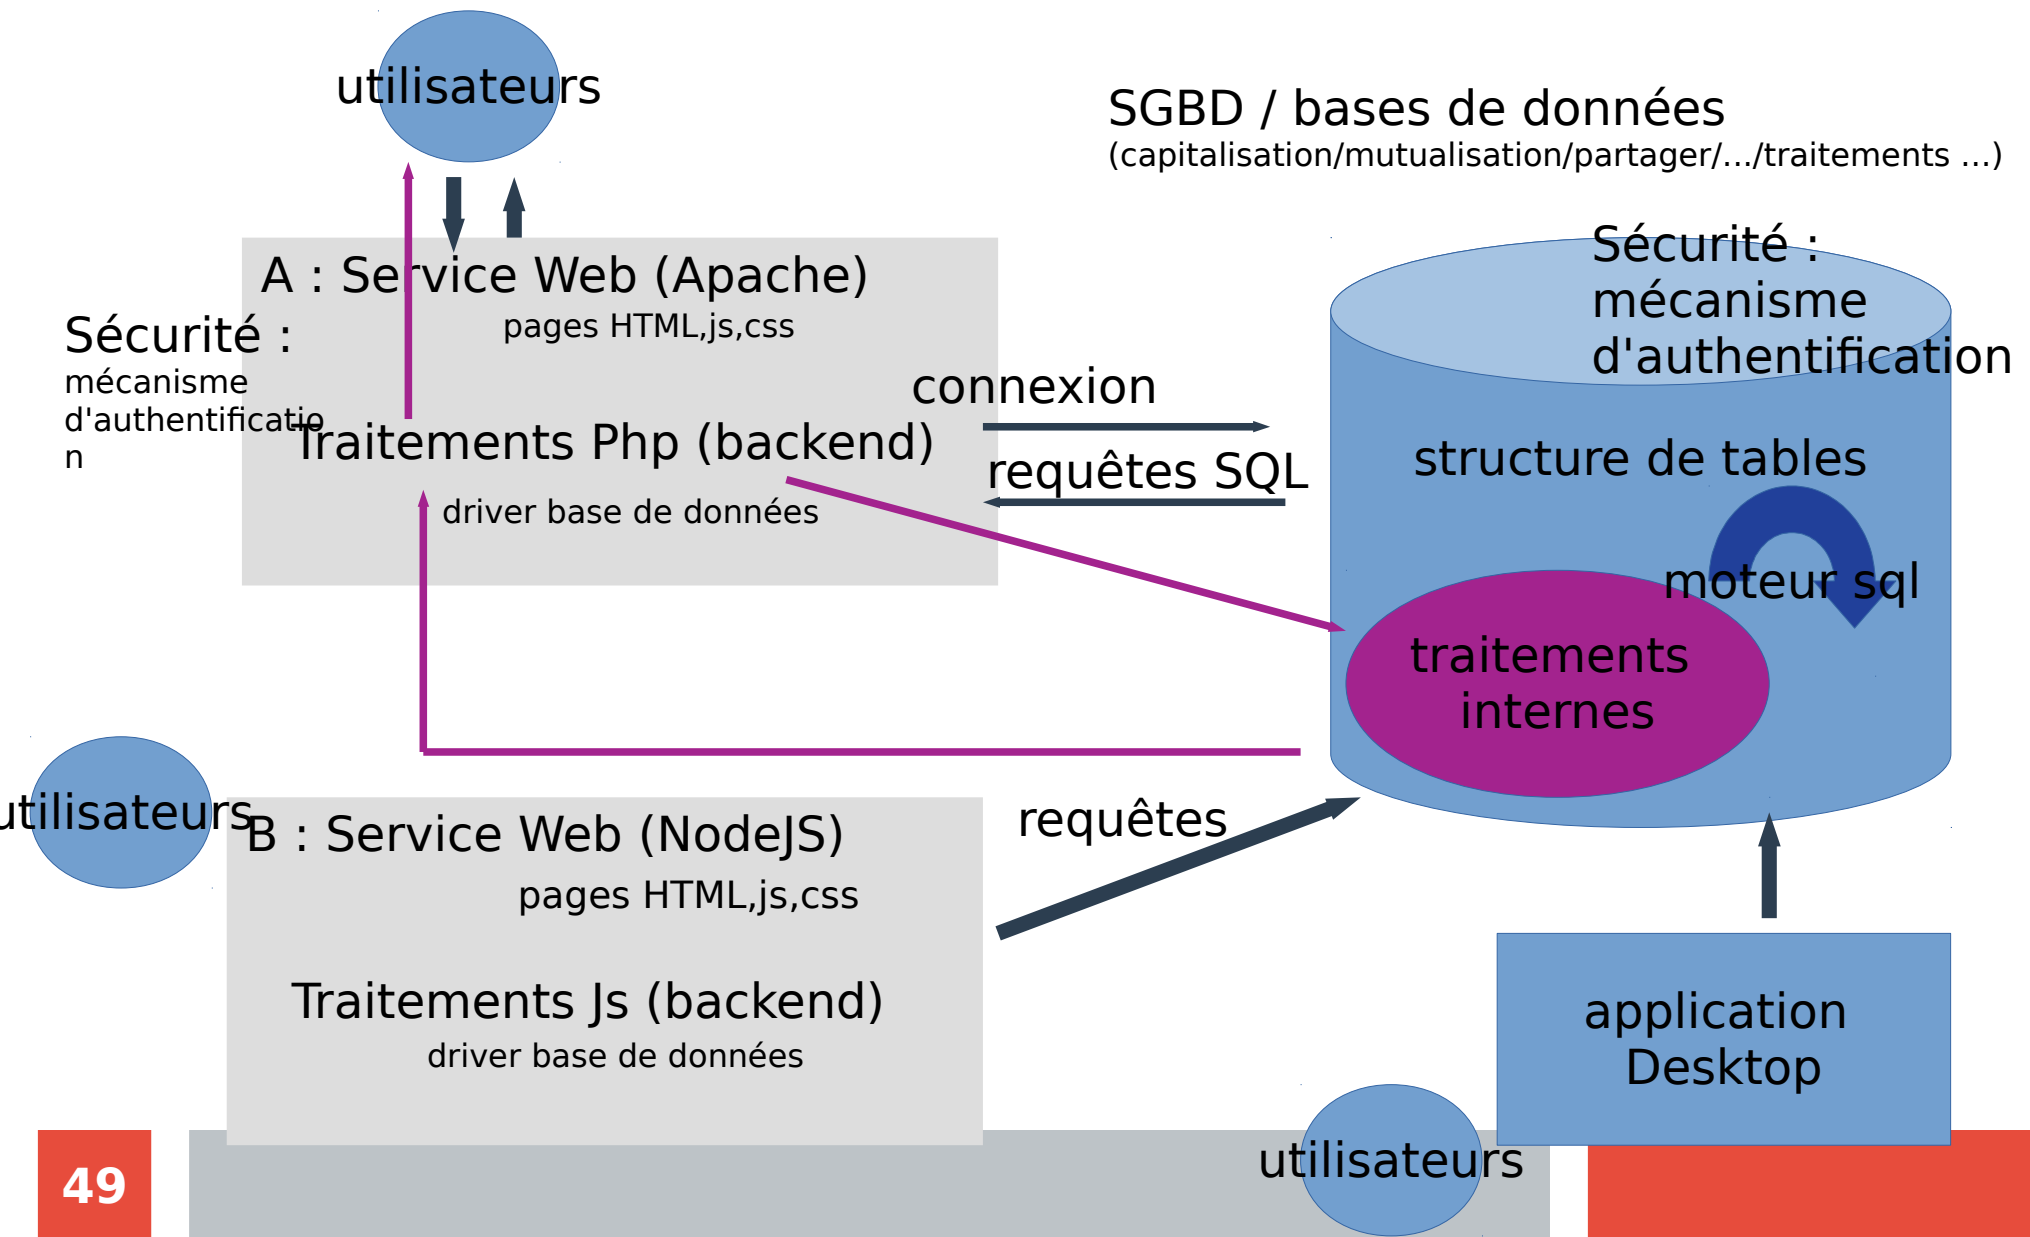 utilisateurs
SGBD / bases de données
(capitalisation/mutualisation/partager/.../traitements ...)
A : Service Web (Apache)
pages HTML,js,css
Sécurité :
mécanisme
d'authentificatio
n
Traitements Php (backend)
driver base de données
connexion
requêtes SQL
Sécurité :
mécanisme
d'authentification
structure de tables
moteur sql
traitements
internes
utilisateurs
B : Service Web (NodeJS)
pages HTML,js,css
Traitements Js (backend)
driver base de données
requêtes
application
Desktop
utilisateurs
49